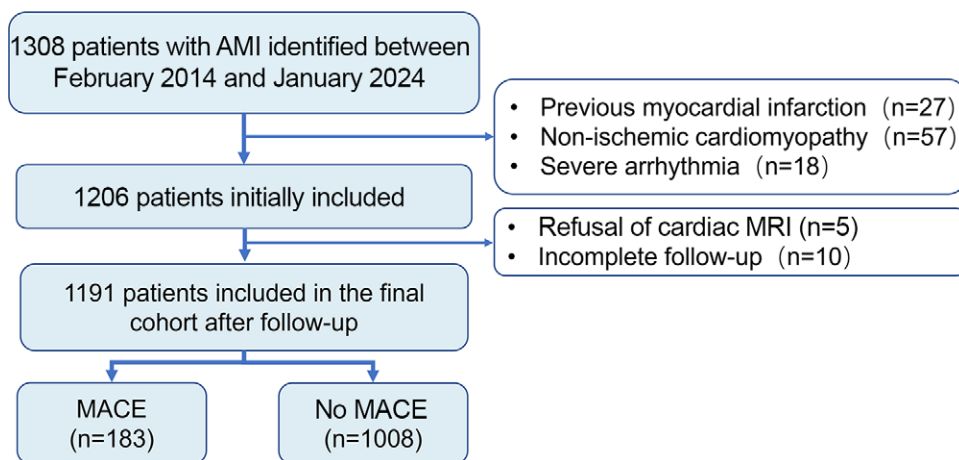 1308 patients with AMI identified between
February 2014 and January 2024
• Previous myocardial infarction（n=27）
• Non-ischemic cardiomyopathy（n=57）
• Severe arrhythmia（n=18）
1206 patients initially included
• Refusal of cardiac MRI (n=5)
• Incomplete follow-up（n=10）
1191 patients included in the final
cohort after follow-up
MACE
(n=183)
No MACE
(n=1008)